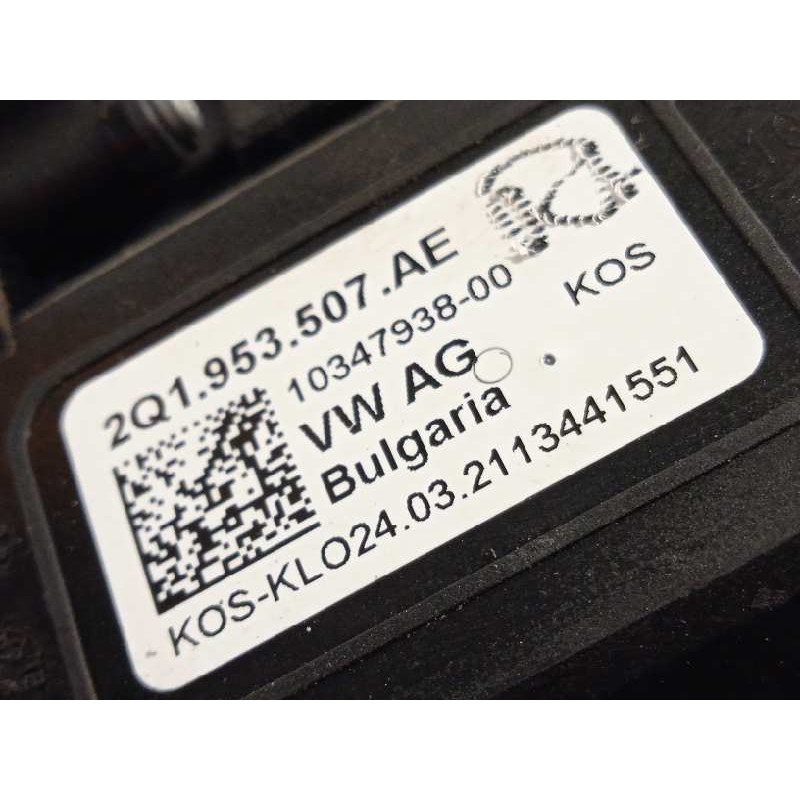 2Q1.953.507.AE
10347938-00
VW AG
KOS
Bulgaria
KOS-KLO24.03.2113441551